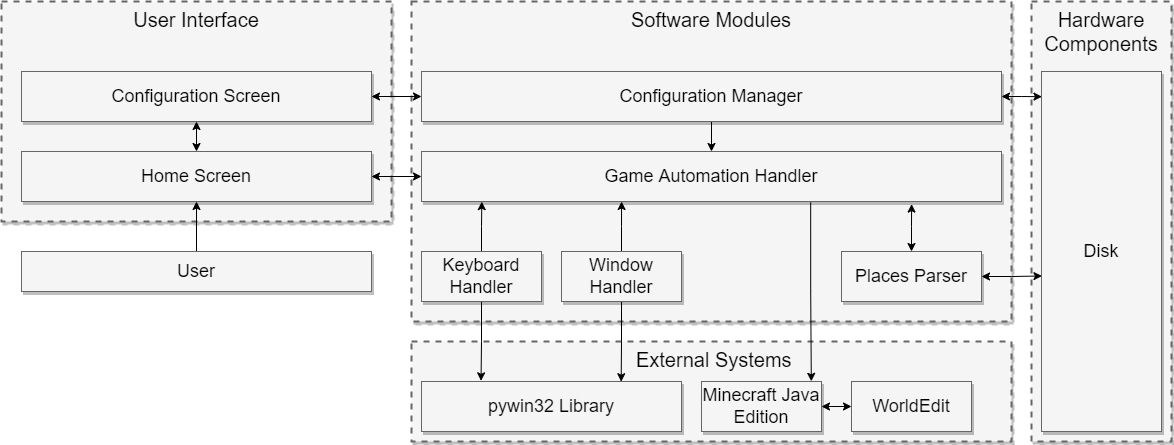 User Interface
Configuration Screen
Home Screen
User
Software Modules
Configuration Manager
Game Automation Handler
Keyboard
Handler
Window
Handler
Places Parser
External Systems
pywin32 Library
Minecraft Java
Edition
WorldEdit
Hardware
Components
Disk